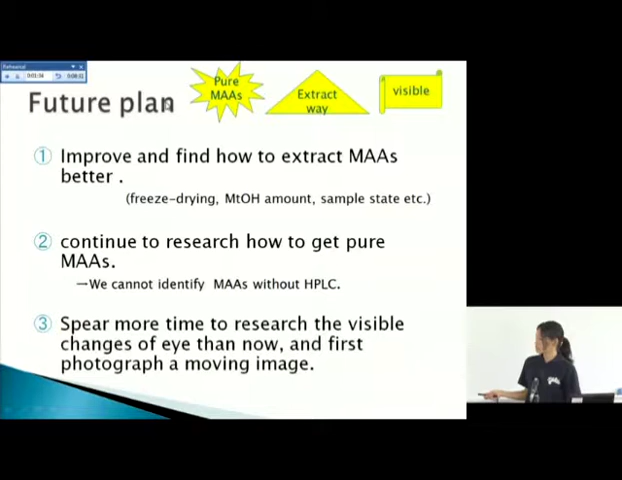 Rehearsal
0:01:34
0:08:02
Pure
MAAs
Extract
way
visible
Future plan
① Improve and find how to extract MAAs
better .
(freeze-drying, MtOH amount, sample state etc.)
② continue to research how to get pure
MAAs.
—We cannot identify MAAs without HPLC.
③ Spear more time to research the visible
changes of eye than now, and first
photograph a moving image.